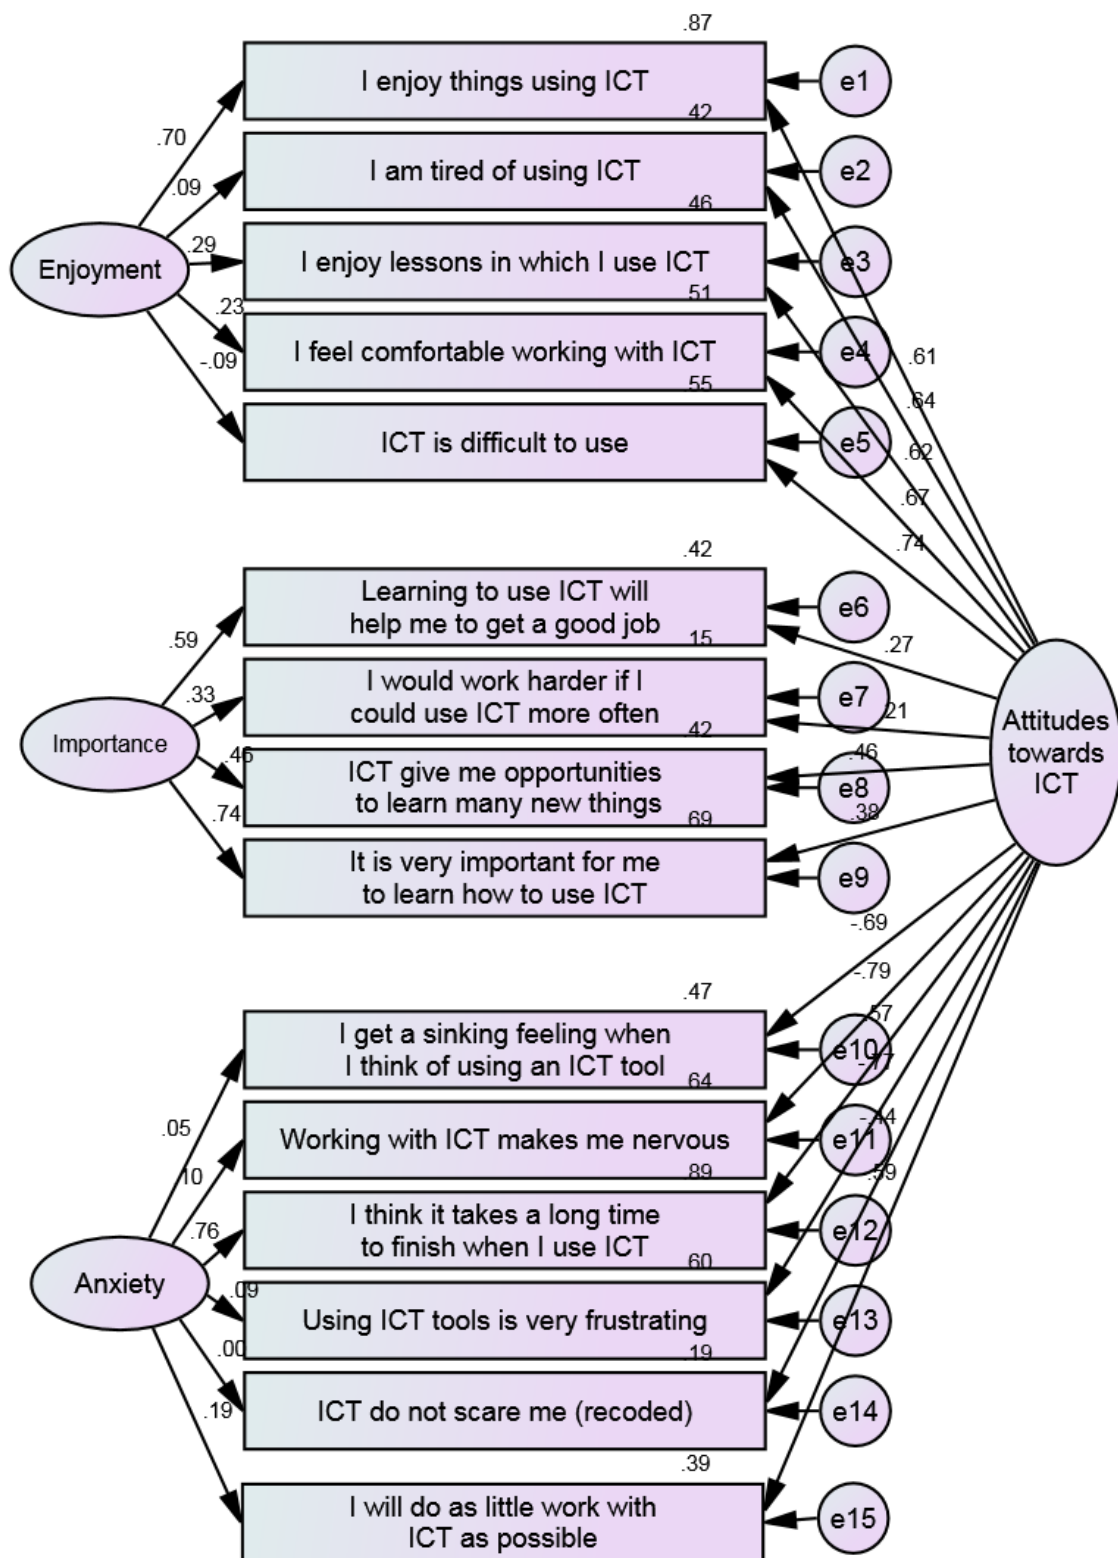 .87
I enjoy things using ICT
e1
.42
.70
I am tired of using ICT
e2
.09
.46
Enjoyment
.29
I enjoy lessons in which I use ICT
e3
.51
.23
I feel comfortable working with ICT
e4
.61
-.09
.55
.64
ICT is difficult to use
e5
.62
.67
.74
.42
Learning to use ICT will
help me to get a good job
e6
.59
.15
.27
.33
I would work harder if I
could use ICT more often
e7
.21
Importance
.42
Attitudes
towards
ICT
.46
ICT give me opportunities
to learn many new things
e8
.46
.74
.69
.38
It is very important for me
to learn how to use ICT
e9
-.69
-.79
.47
.57
I get a sinking feeling when
I think of using an ICT tool
e10
.64
.05
-.44
Working with ICT makes me nervous
e11
.10
.89
.59
.76
I think it takes a long time
to finish when I use ICT
e12
.60
Anxiety
.09
Using ICT tools is very frustrating
e13
.00
.19
ICT do not scare me (recoded)
e14
.19
.39
I will do as little work with
ICT as possible
e15